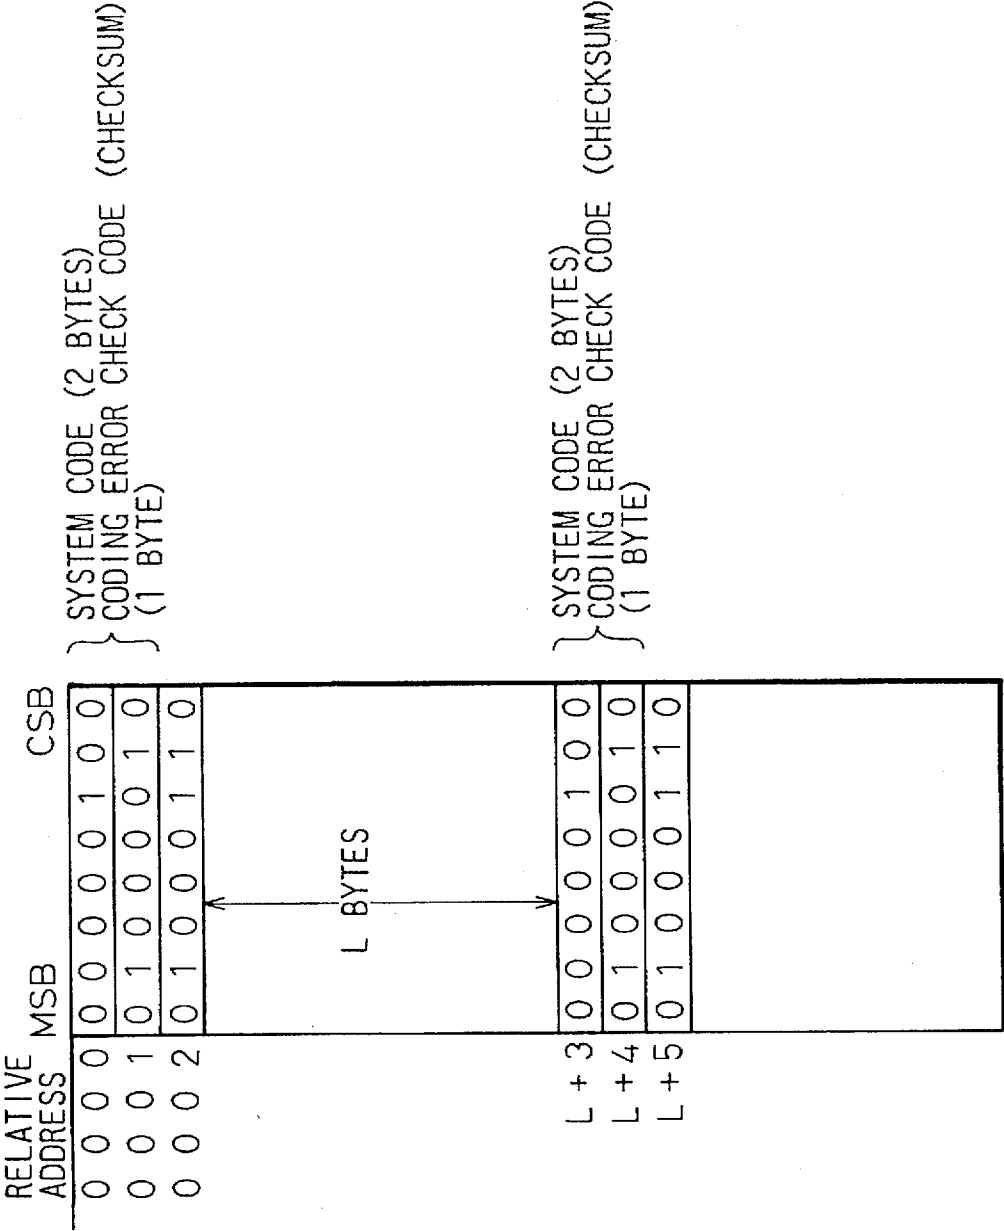 RELATIVE
ADDRESS
MSB CSB
0 0 0 0 0 0 0 0 0 1 0 0 SYSTEM CODE (2 BYTES)
0 0 0 1 0 1 0 0 0 0 1 0 CODING ERROR CHECK CODE (CHECKSUM)
0 0 0 2 0 1 0 0 0 1 1 0 (1 BYTE)
L BYTES
L + 3 0 0 0 0 0 1 0 0 SYSTEM CODE (2 BYTES)
L + 4 0 1 0 0 0 0 1 0 CODING ERROR CHECK CODE (CHECKSUM)
L + 5 0 1 0 0 0 1 1 0 (1 BYTE)